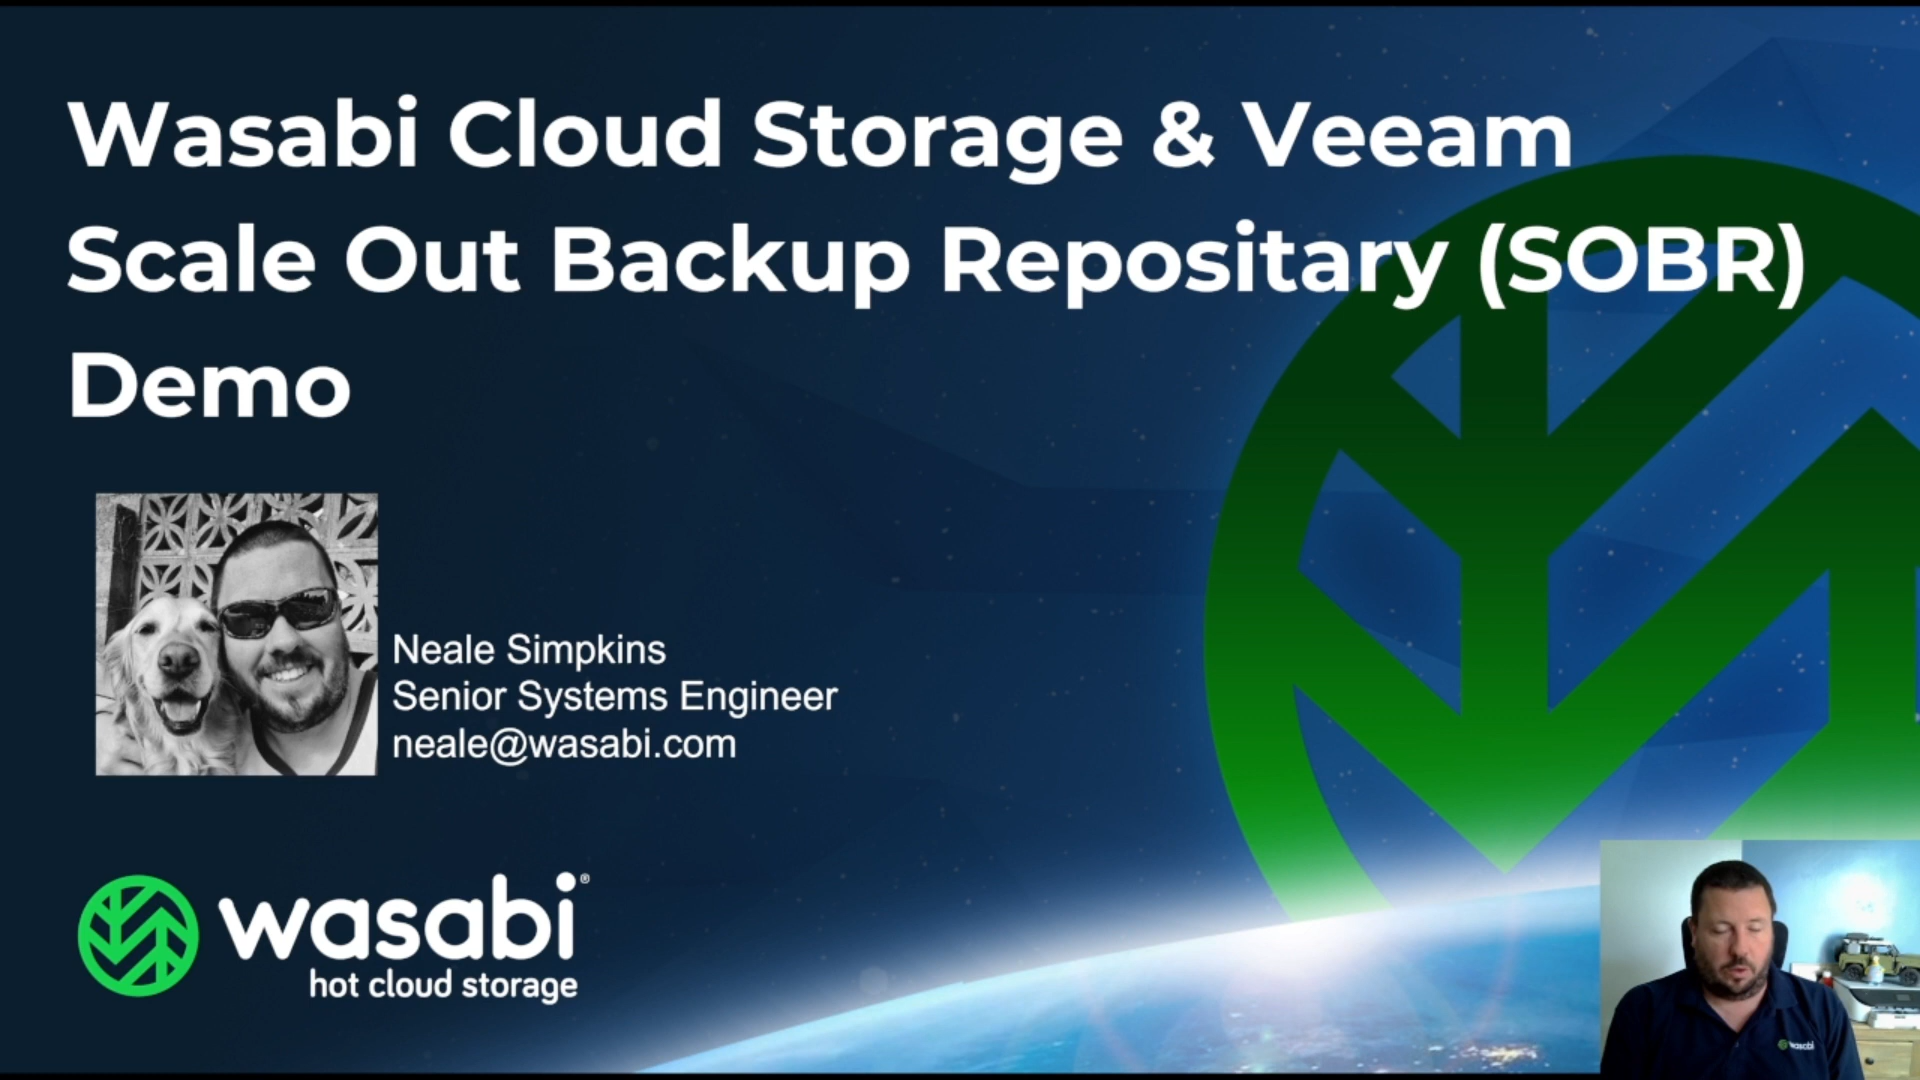 Wasabi Cloud Storage & Veeam
Scale Out Backup Repositary (SOBR)
Demo
Neale Simpkins
Senior Systems Engineer
neale@wasabi.com
wasabi®
hot cloud storage
wasabi